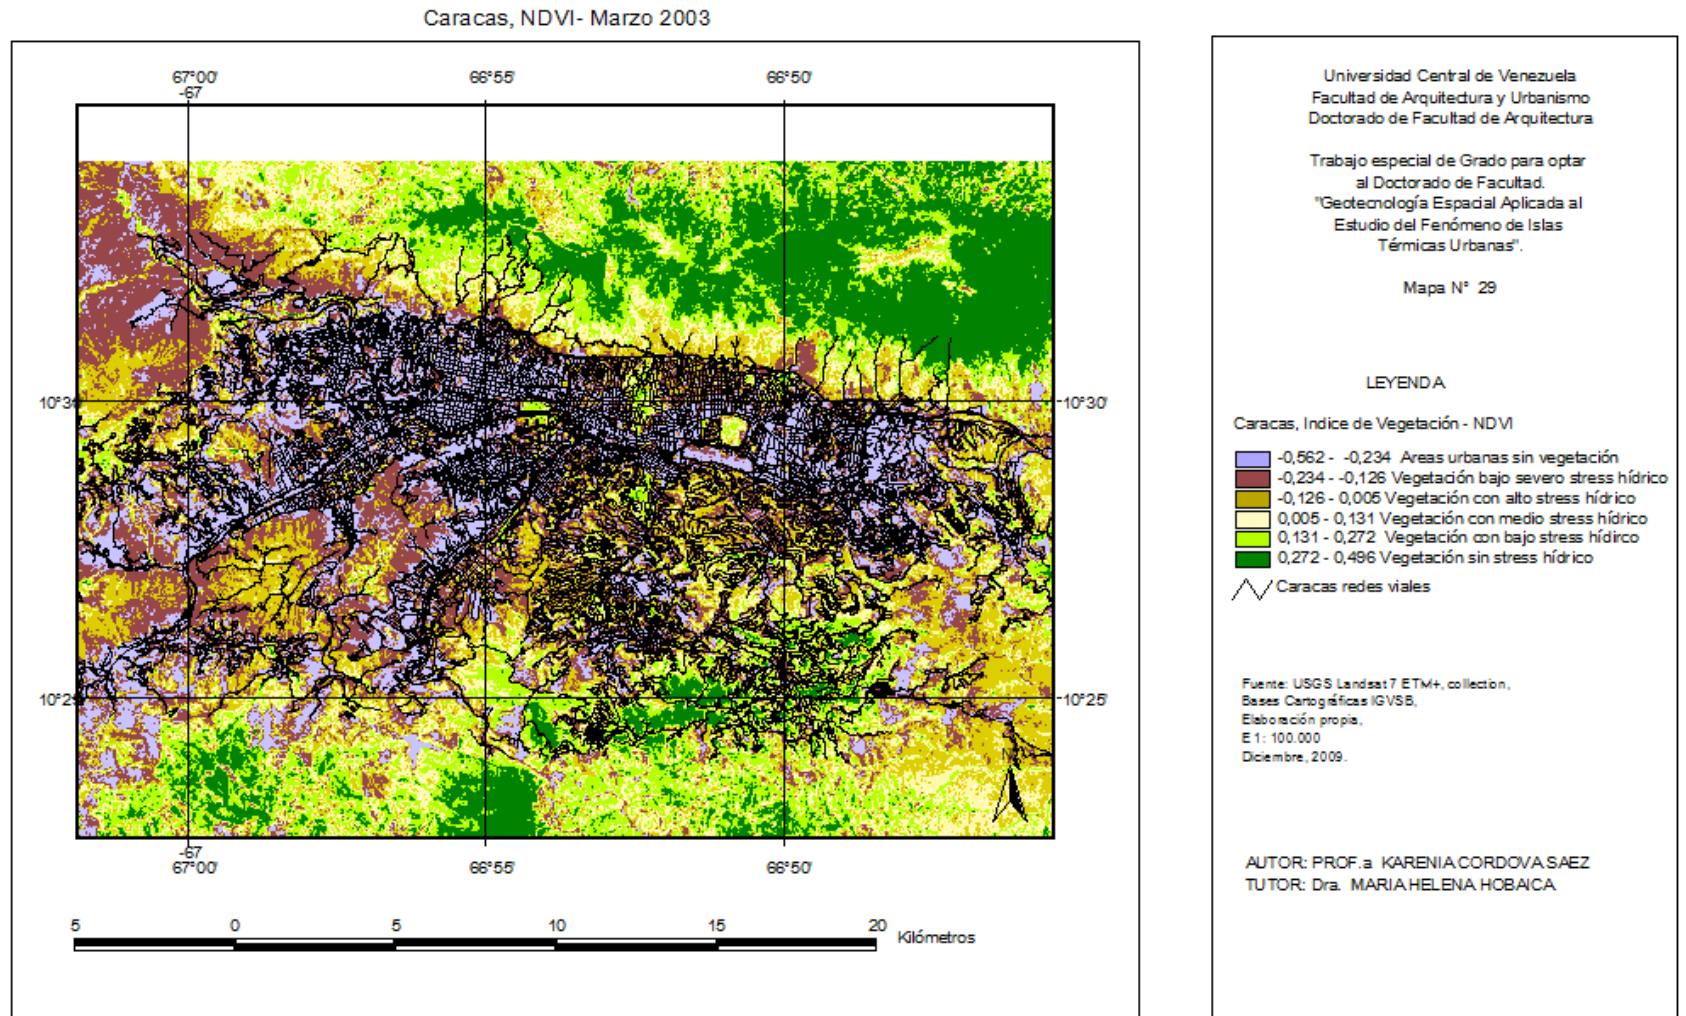 Caracas, NDVI- Marzo 2003
67°00' 66°55' 66°50'
-67
10°30' 10°30'
10°25' 10°25'
-67
67°00' 66°55' 66°50'
5 0 5 10 15 20 Kilómetros
Universidad Central de Venezuela
Facultad de Arquitectura y Urbanismo
Doctorado de Facultad de Arquitectura
Trabajo especial de Grado para optar
al Doctorado de Facultad.
"Geotecnología Espacial Aplicada al
Estudio del Fenómeno de Islas
Térmicas Urbanas".
Mapa N° 29
LEYENDA
Caracas, Indice de Vegetación - NDVI
-0,562 - -0,234 Areas urbanas sin vegetación
-0,234 - -0,126 Vegetación bajo severo stress hídrico
-0,126 - 0,005 Vegetación con alto stress hídrico
0,005 - 0,131 Vegetación con medio stress hídrico
0,131 - 0,272 Vegetación con bajo stress hídirco
0,272 - 0,496 Vegetación sin stress hídrico
Caracas redes viales
Fuente: USGS Landsat 7 ETM+, collection,
Bases Cartográficas IGVSB,
Elaboración propia,
E 1: 100.000
Diciembre, 2009.
AUTOR: PROF.a KARENIA CORDOVA SAEZ
TUTOR: Dra. MARIA HELENA HOBAICA